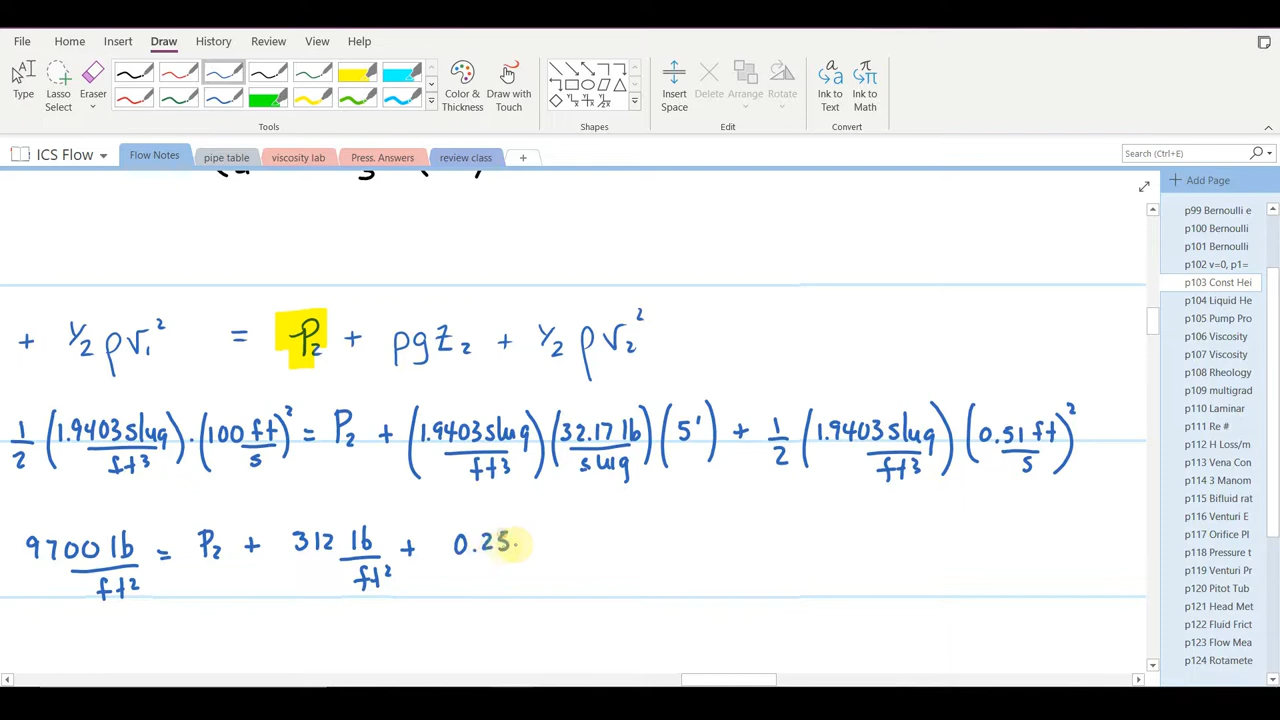 File Home Insert Draw History Review View Help
Type Lasso Select Eraser Color & Thickness Draw with Touch Insert Space Delete Arrange Rotate Ink to Text Ink to Math
Tools Shapes Edit Convert
ICS Flow Flow Notes pipe table viscosity lab Press. Answers review class + Search (Ctrl+E)
+ Add Page
p99 Bernoulli e
p100 Bernoulli
p101 Bernoulli
p102 v=0, p1=
p103 Const Hei
p104 Liquid He
p105 Pump Pro
p106 Viscosity
p107 Viscosity
p108 Rheology
p109 multigrad
p110 Laminar
p111 Re #
p112 H Loss/m
p113 Vena Con
p114 3 Manom
p115 Bifluid rat
p116 Venturi E
p117 Orifice Pl
p118 Pressure t
p119 Venturi Pr
p120 Pitot Tub
p121 Head Met
p122 Fluid Frict
p123 Flow Mea
p124 Rotamete
+ 1/2 ρv₁² = P₂ + ρgz₂ + 1/2 ρv₂²
1/2 (1.9403 slug/ft³) · (100 ft/s)² = P₂ + (1.9403 slug/ft³) (32.17 lb/slug) (5') + 1/2 (1.9403 slug/ft³) (0.51 ft/s)²
9700 lb/ft² = P₂ + 312 lb/ft² + 0.25